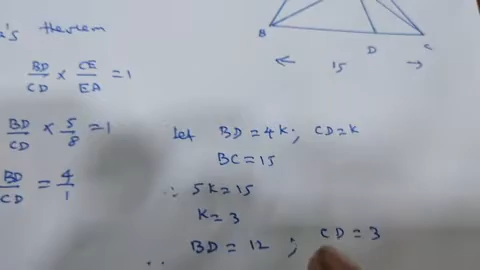 's theorem
B
D
C
15
BD/CD × CE/EA = 1
BD/CD × 5/8 = 1
BD/CD = 4/1
Let BD = 4K; CD = K
BC = 15
∴ 5K = 15
K = 3
∴ BD = 12 ; CD = 3